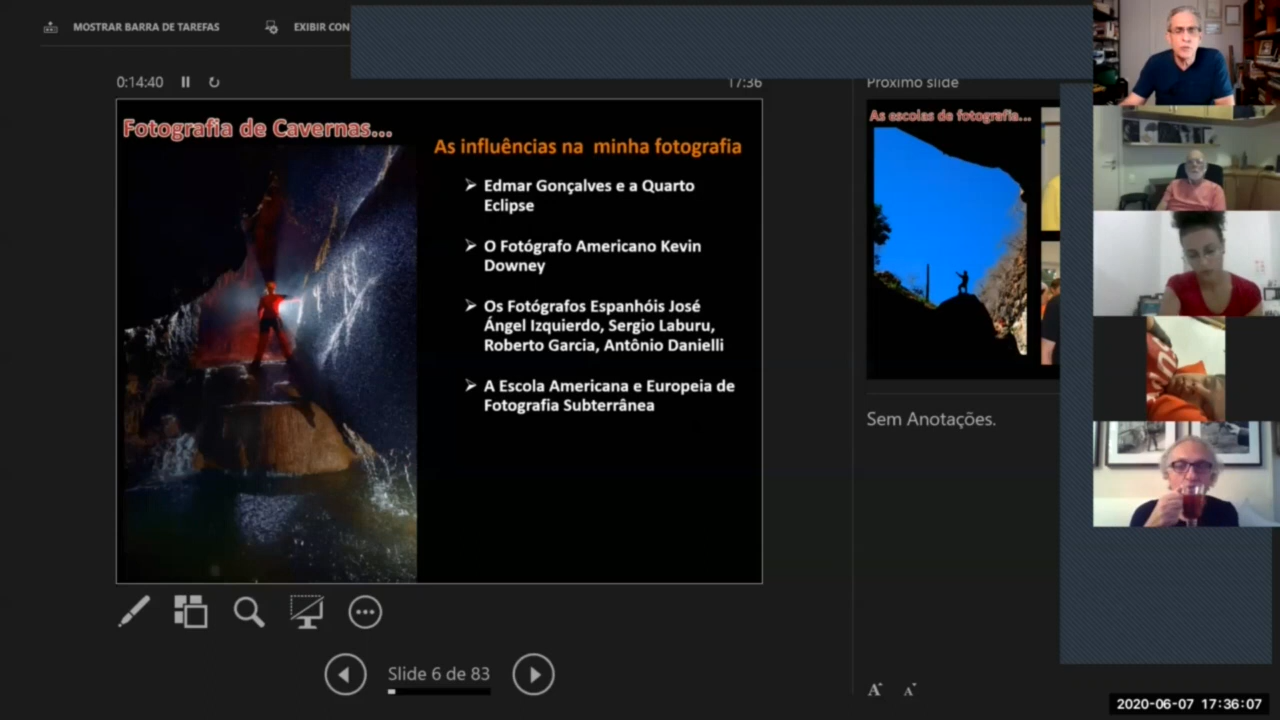 MOSTRAR BARRA DE TAREFAS
EXIBIR CON
0:14:40
17:36
Próximo slide
Fotografia de Cavernas...
As influências na minha fotografia
Edmar Gonçalves e a Quarto
Eclipse
O Fotógrafo Americano Kevin
Downey
Os Fotógrafos Espanhóis José
Ángel Izquierdo, Sergio Laburu,
Roberto Garcia, Antônio Danielli
A Escola Americana e Europeia de
Fotografia Subterrânea
As escolas de fotografia...
Sem Anotações.
Slide 6 de 83
A A
2020-06-07 17:36:07